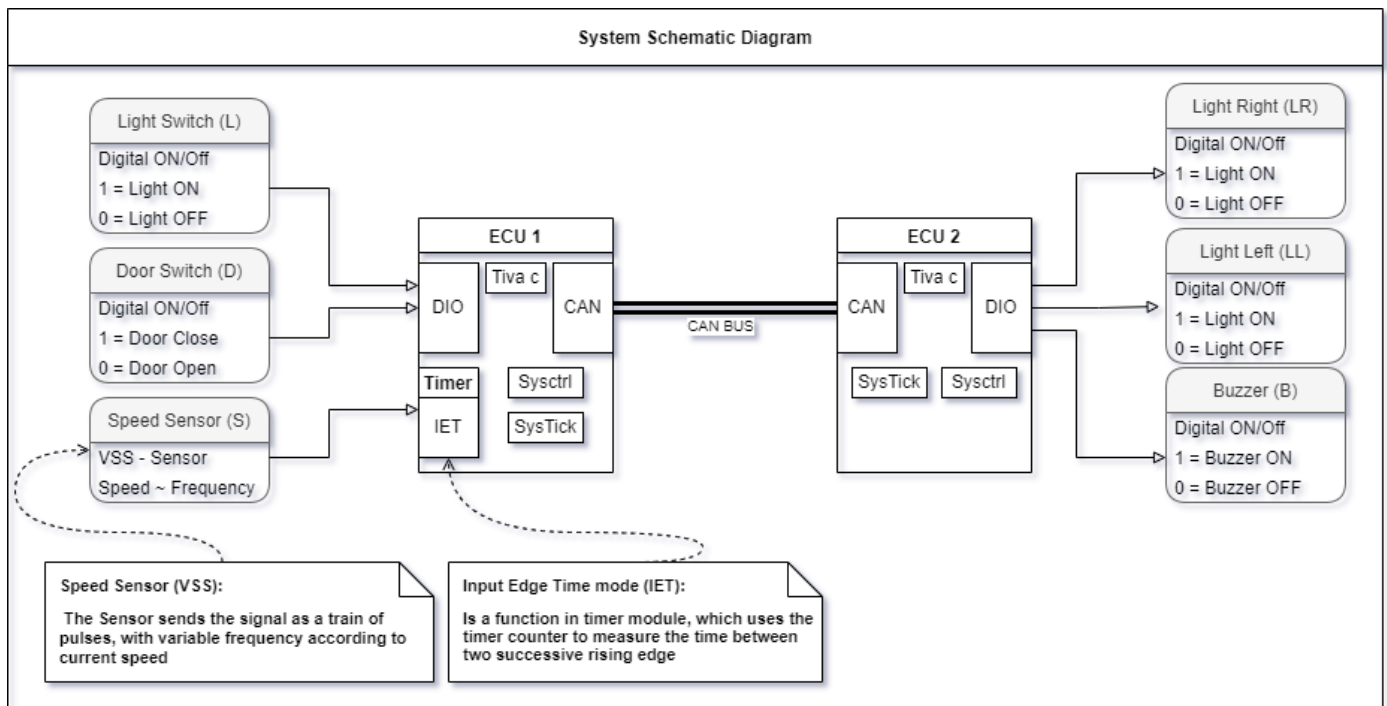 System Schematic Diagram
Light Switch (L)
Digital ON/Off
1 = Light ON
0 = Light OFF
Door Switch (D)
Digital ON/Off
1 = Door Close
0 = Door Open
Speed Sensor (S)
VSS - Sensor
Speed ~ Frequency
ECU 1
Tiva c
DIO
CAN
Timer
IET
Sysctrl
SysTick
CAN BUS
ECU 2
Tiva c
CAN
DIO
SysTick
Sysctrl
Light Right (LR)
Digital ON/Off
1 = Light ON
0 = Light OFF
Light Left (LL)
Digital ON/Off
1 = Light ON
0 = Light OFF
Buzzer (B)
Digital ON/Off
1 = Buzzer ON
0 = Buzzer OFF
Speed Sensor (VSS):
The Sensor sends the signal as a train of
pulses, with variable frequency according to
current speed
Input Edge Time mode (IET):
Is a function in timer module, which uses the
timer counter to measure the time between
two successive rising edge